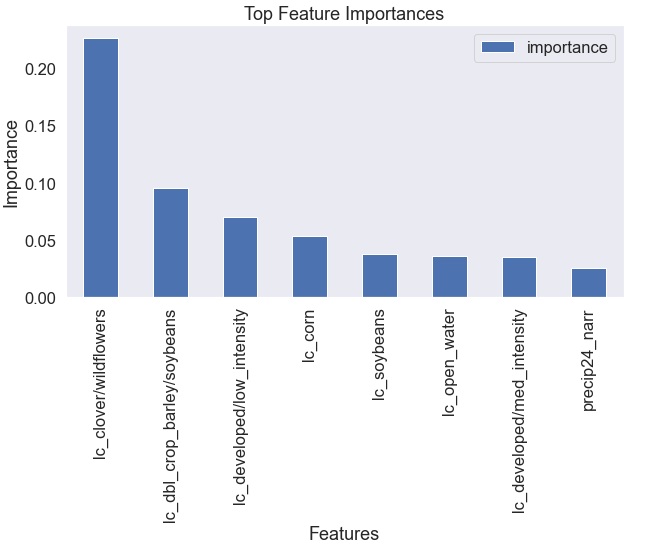 Top Feature Importances
importance
Importance
0.20
0.15
0.10
0.05
0.00
lc_clover/wildflowers
lc_dbl_crop_barley/soybeans
lc_developed/low_intensity
lc_corn
lc_soybeans
lc_open_water
lc_developed/med_intensity
precip24_narr
Features